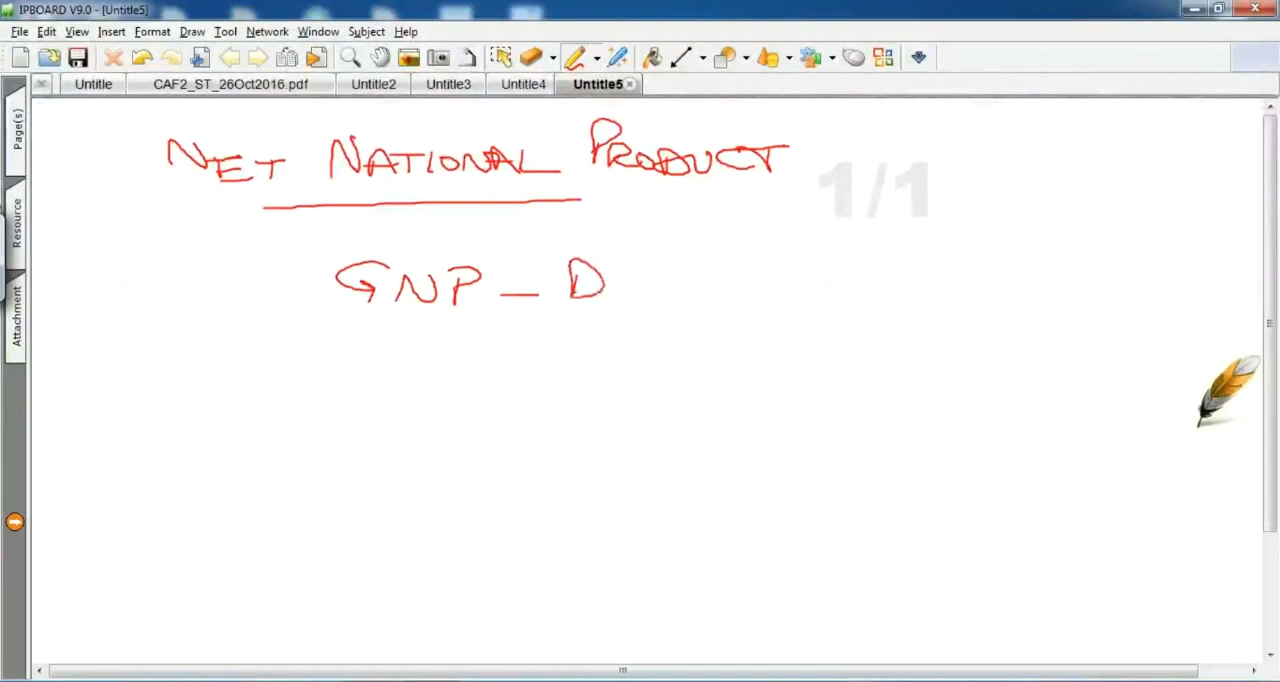 IPBOARD V9.0 - [Untitle5]
File Edit View Insert Format Draw Tool Network Window Subject Help
Untitle CAF2_ST_26Oct2016.pdf Untitle2 Untitle3 Untitle4 Untitle5
Page(s)
Resource
Attachment
NET NATIONAL PRODUCT
1/1
GNP - D